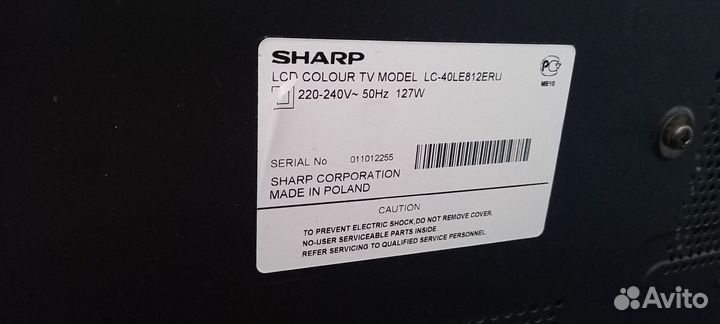 SHARP
LCD COLOUR TV MODEL LC-40LE812ERU
220-240V~ 50Hz 127W
ME10
SERIAL No 011012255
SHARP CORPORATION
MADE IN POLAND
CAUTION
TO PREVENT ELECTRIC SHOCK,DO NOT REMOVE COVER.
NO-USER SERVICEABLE PARTS INSIDE
REFER SERVICING TO QUALIFIED SERVICE PERSONNEL.
Avito